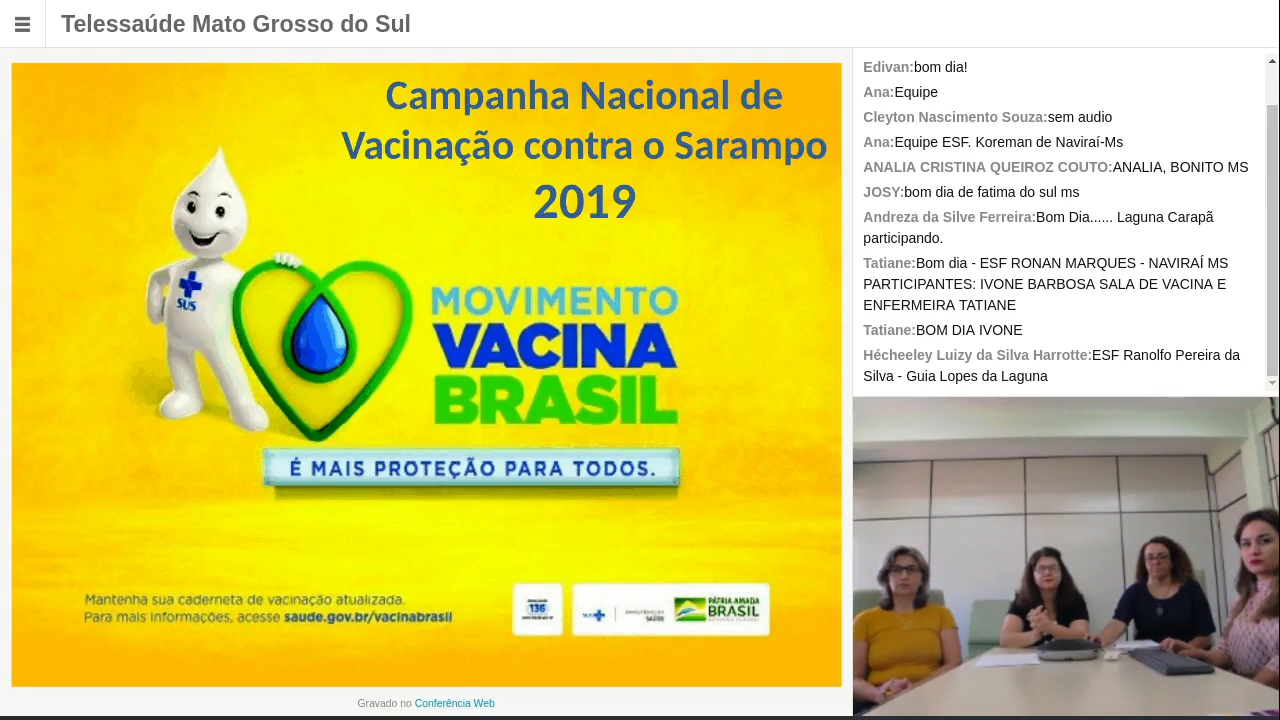 Telessaúde Mato Grosso do Sul
Campanha Nacional de
Vacinação contra o Sarampo
2019
SUS
MOVIMENTO
VACINA
BRASIL
É MAIS PROTEÇÃO PARA TODOS.
Mantenha sua caderneta de vacinação atualizada.
Para mais informações, acesse saude.gov.br/vacinabrasil
136
SUS
SAÚDE
PÁTRIA AMADA
BRASIL
Gravado no Conferência Web
Edivan:bom dia!
Ana:Equipe
Cleyton Nascimento Souza:sem audio
Ana:Equipe ESF. Koreman de Naviraí-Ms
ANALIA CRISTINA QUEIROZ COUTO:ANALIA, BONITO MS
JOSY:bom dia de fatima do sul ms
Andreza da Silve Ferreira:Bom Dia...... Laguna Carapã
participando.
Tatiane:Bom dia - ESF RONAN MARQUES - NAVIRAÍ MS
PARTICIPANTES: IVONE BARBOSA SALA DE VACINA E
ENFERMEIRA TATIANE
Tatiane:BOM DIA IVONE
Hécheeley Luizy da Silva Harrotte:ESF Ranolfo Pereira da
Silva - Guia Lopes da Laguna